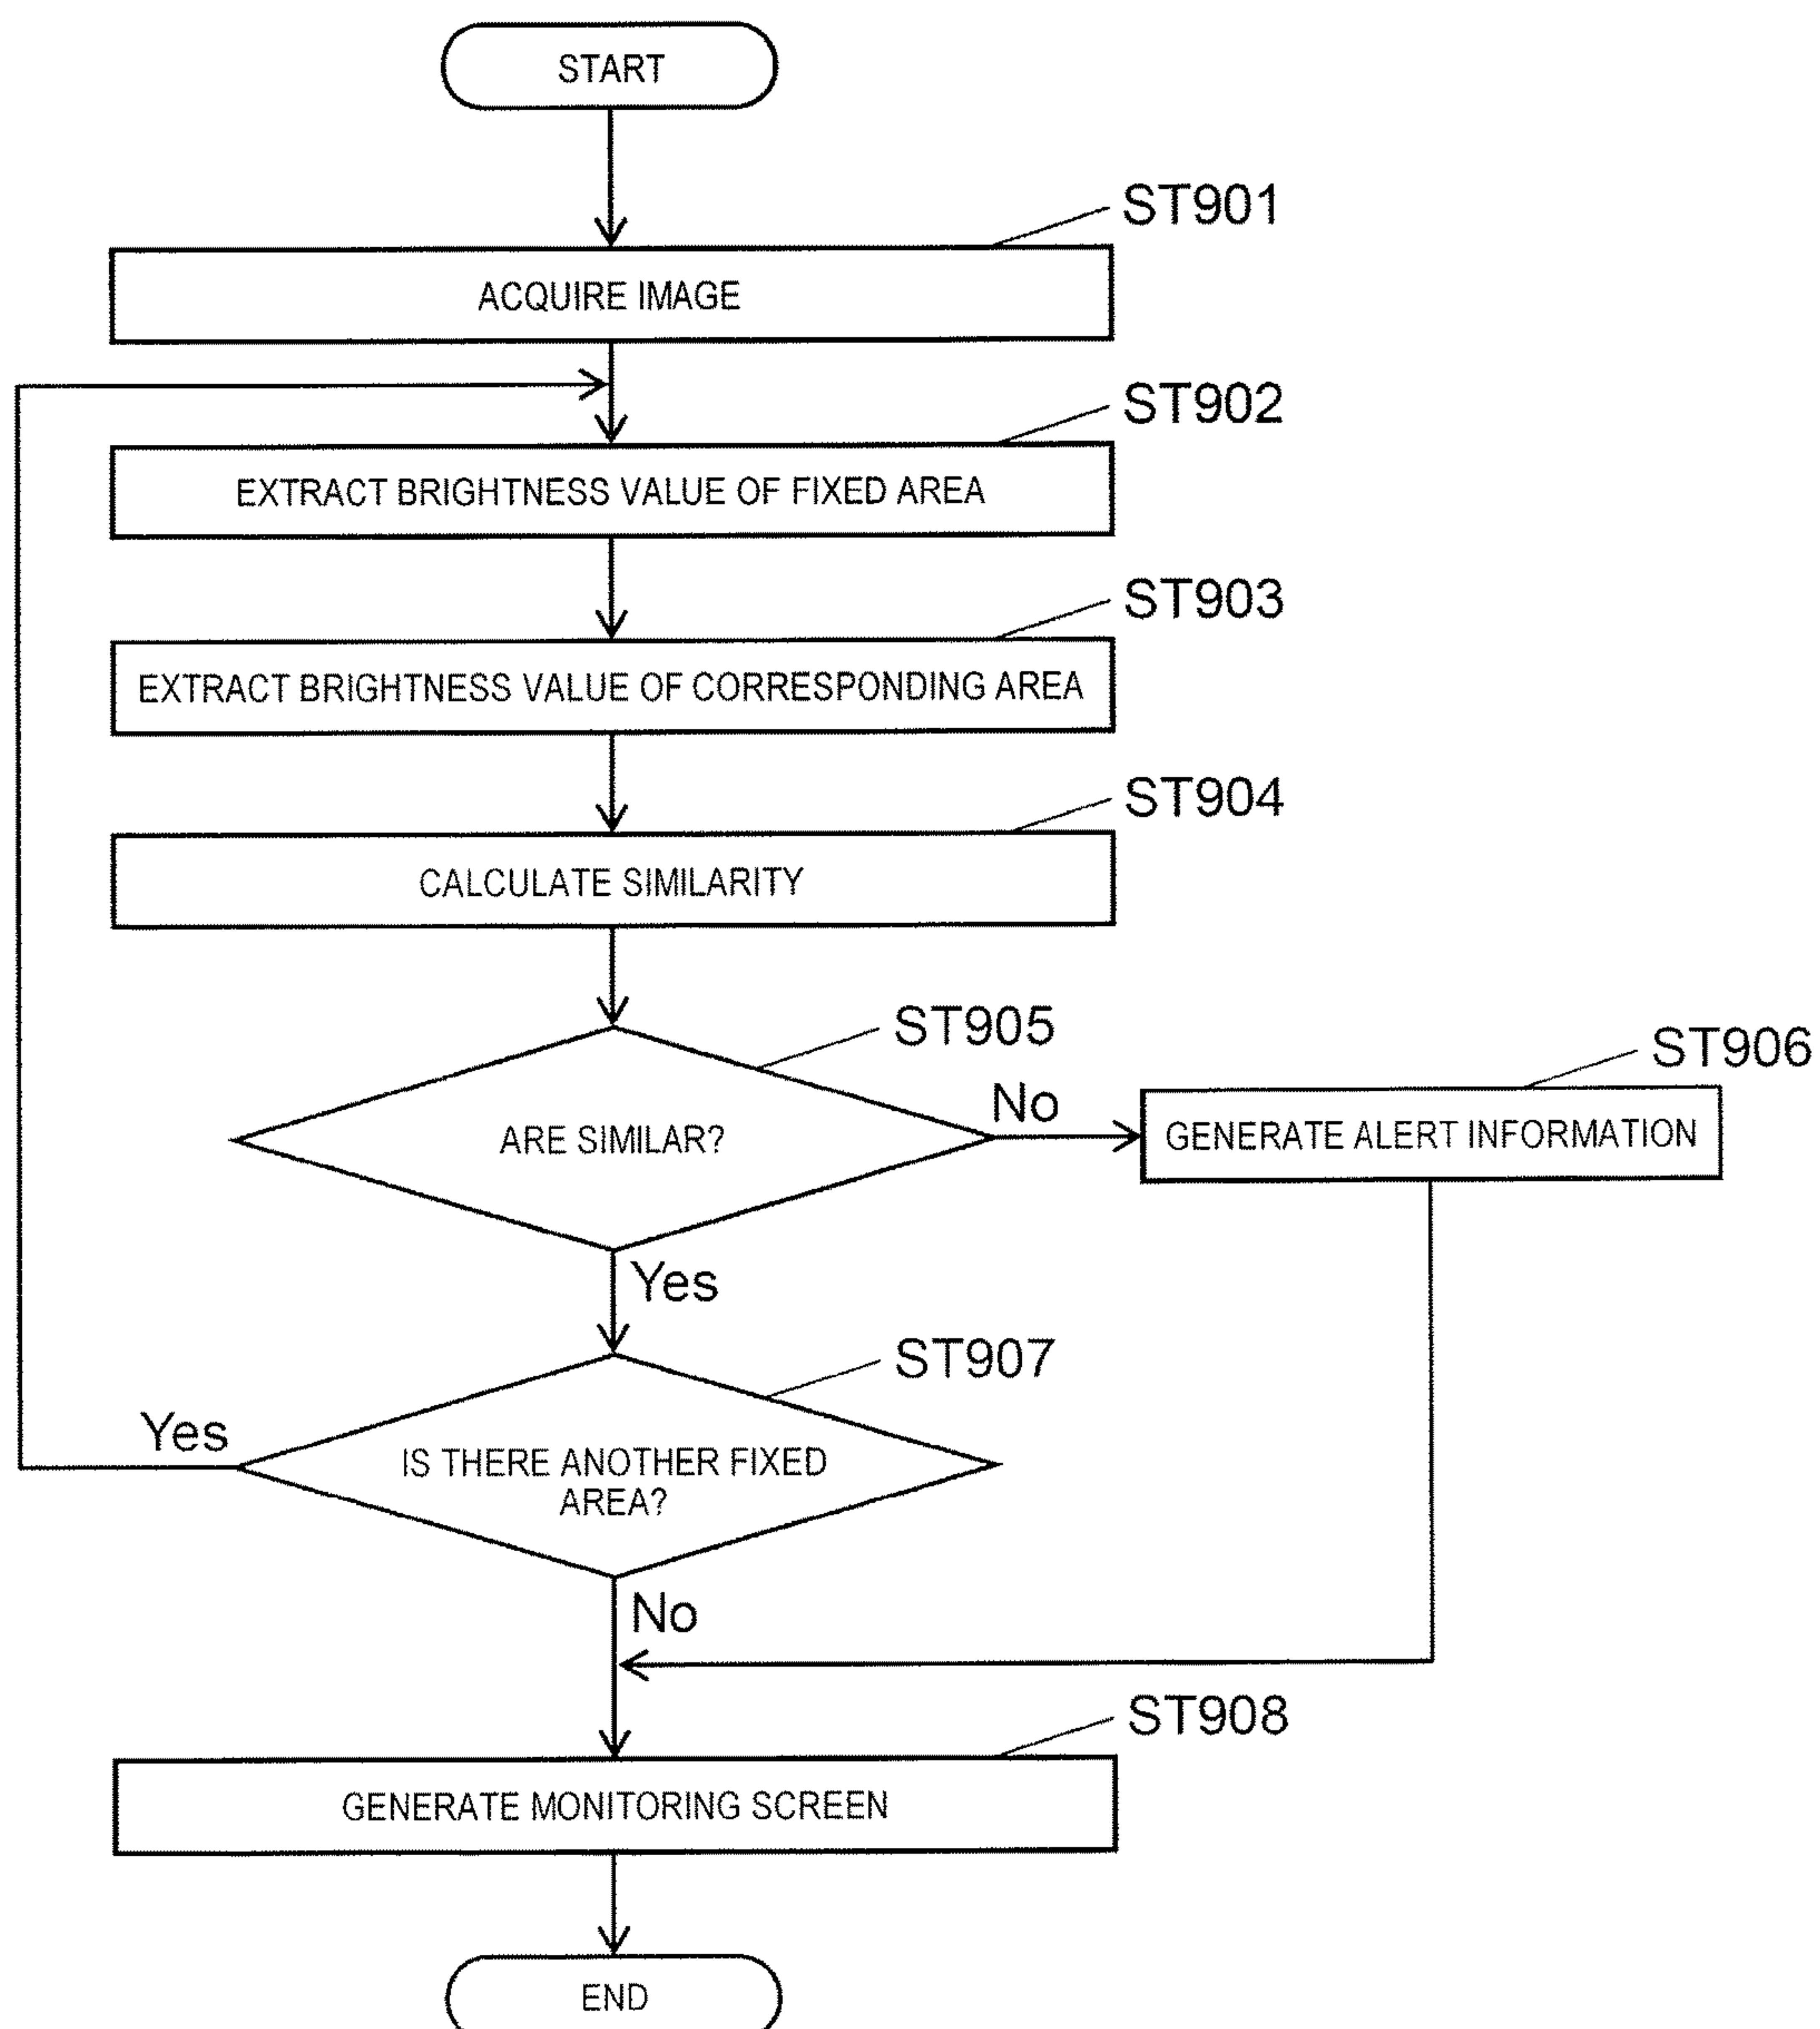 START
ST901
ACQUIRE IMAGE
ST902
EXTRACT BRIGHTNESS VALUE OF FIXED AREA
ST903
EXTRACT BRIGHTNESS VALUE OF CORRESPONDING AREA
ST904
CALCULATE SIMILARITY
ST905
ARE SIMILAR?
No
ST906
GENERATE ALERT INFORMATION
Yes
ST907
Yes
IS THERE ANOTHER FIXED
AREA?
No
ST908
GENERATE MONITORING SCREEN
END